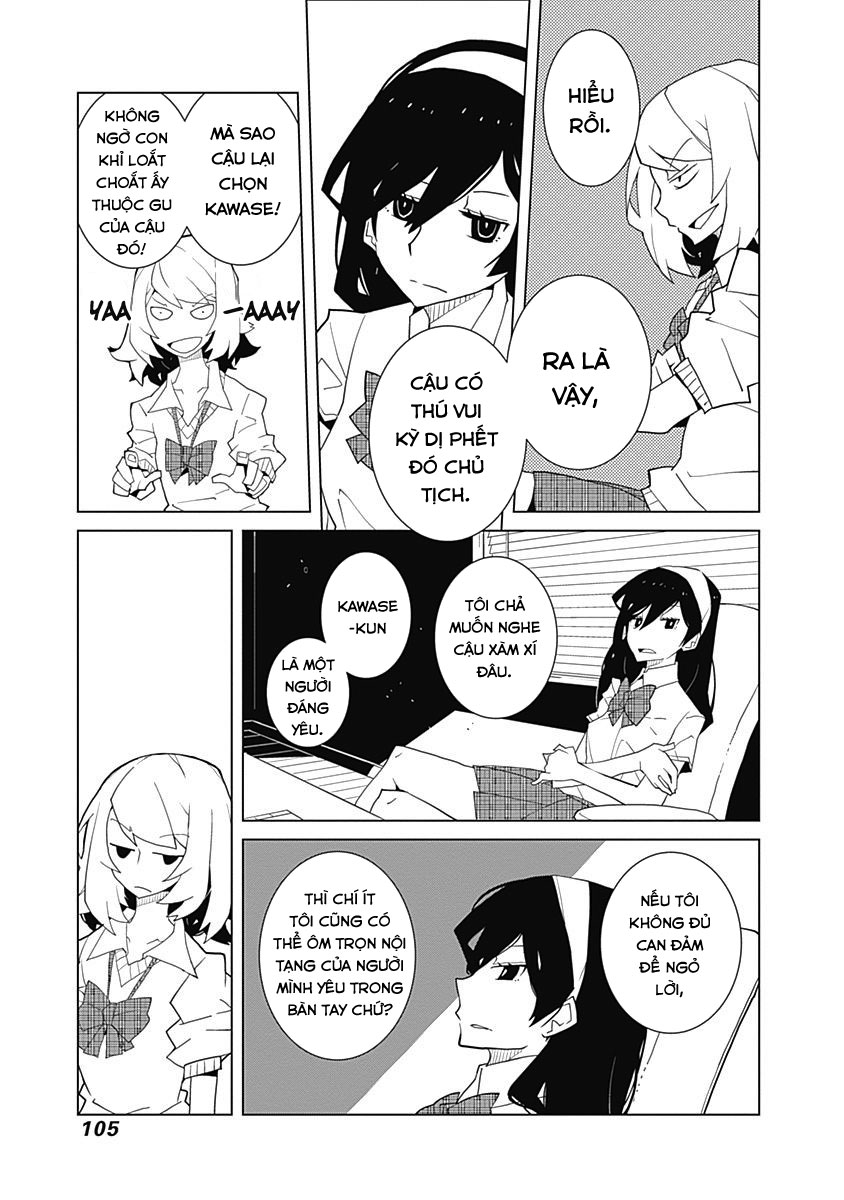 HIỂU
RỒI.
RA LÀ
VẬY,
CẬU CÓ
THÚ VUI
KỲ DỊ PHẾT
ĐÓ CHỦ
TỊCH.
MÀ SAO
CẬU LẠI
CHỌN
KAWASE!
KHÔNG
NGỜ CON
KHỈ LOẮT
CHOẮT ẤY
THUỘC GU
CỦA CẬU
ĐÓ!
YAA
—AAAY
TÔI CHẢ
MUỐN NGHE
CẬU XÀM XÍ
ĐÂU.
KAWASE
-KUN
LÀ MỘT
NGƯỜI
ĐÁNG
YÊU.
NẾU TÔI
KHÔNG ĐỦ
CAN ĐẢM
ĐỂ NGỎ
LỜI,
THÌ CHÍ ÍT
TÔI CŨNG CÓ
THỂ ÔM TRỌN NỘI
TẠNG CỦA NGƯỜI
MÌNH YÊU TRONG
BÀN TAY CHỨ?
105